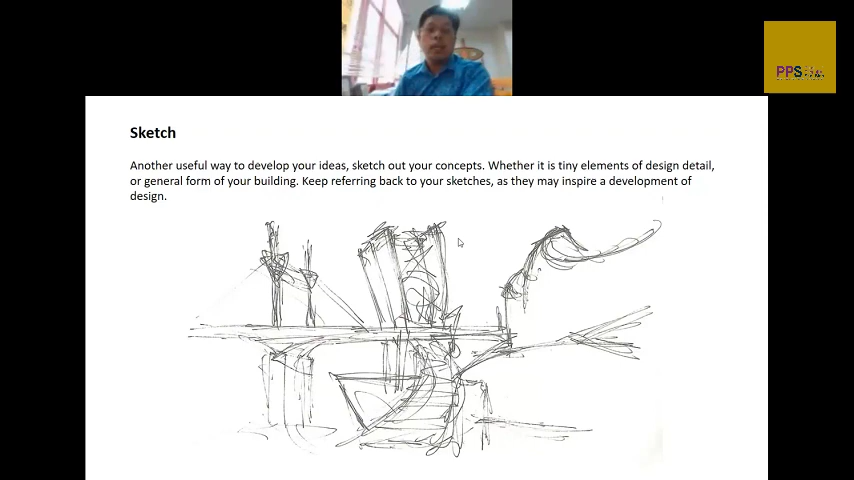 Sketch
Another useful way to develop your ideas, sketch out your concepts. Whether it is tiny elements of design detail,
or general form of your building. Keep referring back to your sketches, as they may inspire a development of
design.